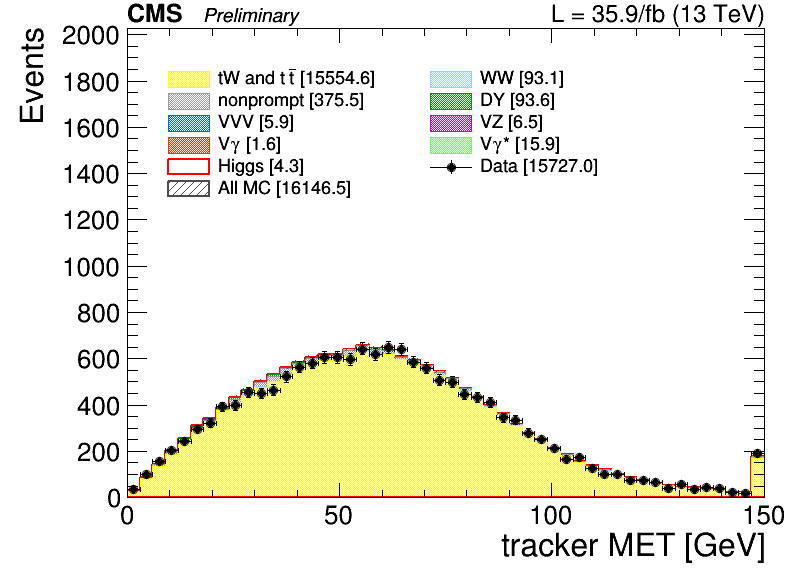 CMS Preliminary L = 35.9/fb (13 TeV)
Events
2000
1800
1600
1400
1200
1000
800
600
400
200
0
tW and t t̄ [15554.6]
WW [93.1]
nonprompt [375.5]
DY [93.6]
VVV [5.9]
VZ [6.5]
Vγ [1.6]
Vγ* [15.9]
Higgs [4.3]
Data [15727.0]
All MC [16146.5]
0 50 100 150
tracker MET [GeV]